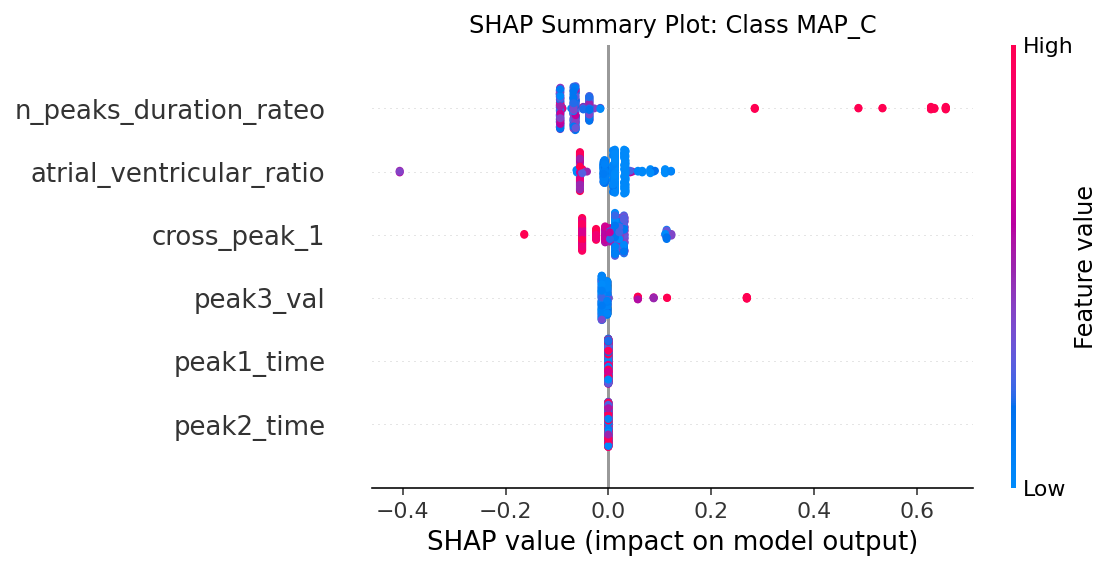 SHAP Summary Plot: Class MAP_C
High
n_peaks_duration_rateo
atrial_ventricular_ratio
cross_peak_1
peak3_val
peak1_time
peak2_time
Feature value
Low
−0.4 −0.2 0.0 0.2 0.4 0.6
SHAP value (impact on model output)